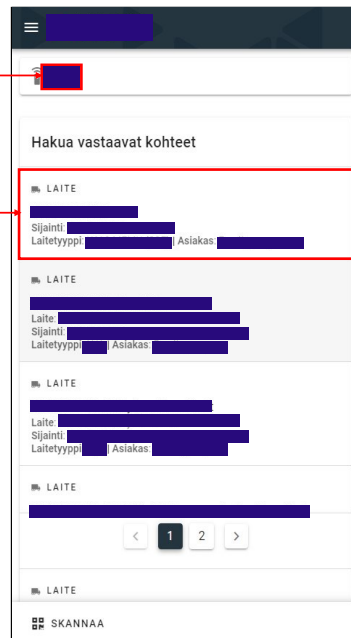 Hakua vastaavat kohteet
LAITE
Sijainti:
Laitetyyppi: | Asiakas:
LAITE
Laite:
Sijainti:
Laitetyyppi: | Asiakas:
LAITE
Laite:
Sijainti:
Laitetyyppi: | Asiakas:
LAITE
< 1 2 >
LAITE
SKANNAA